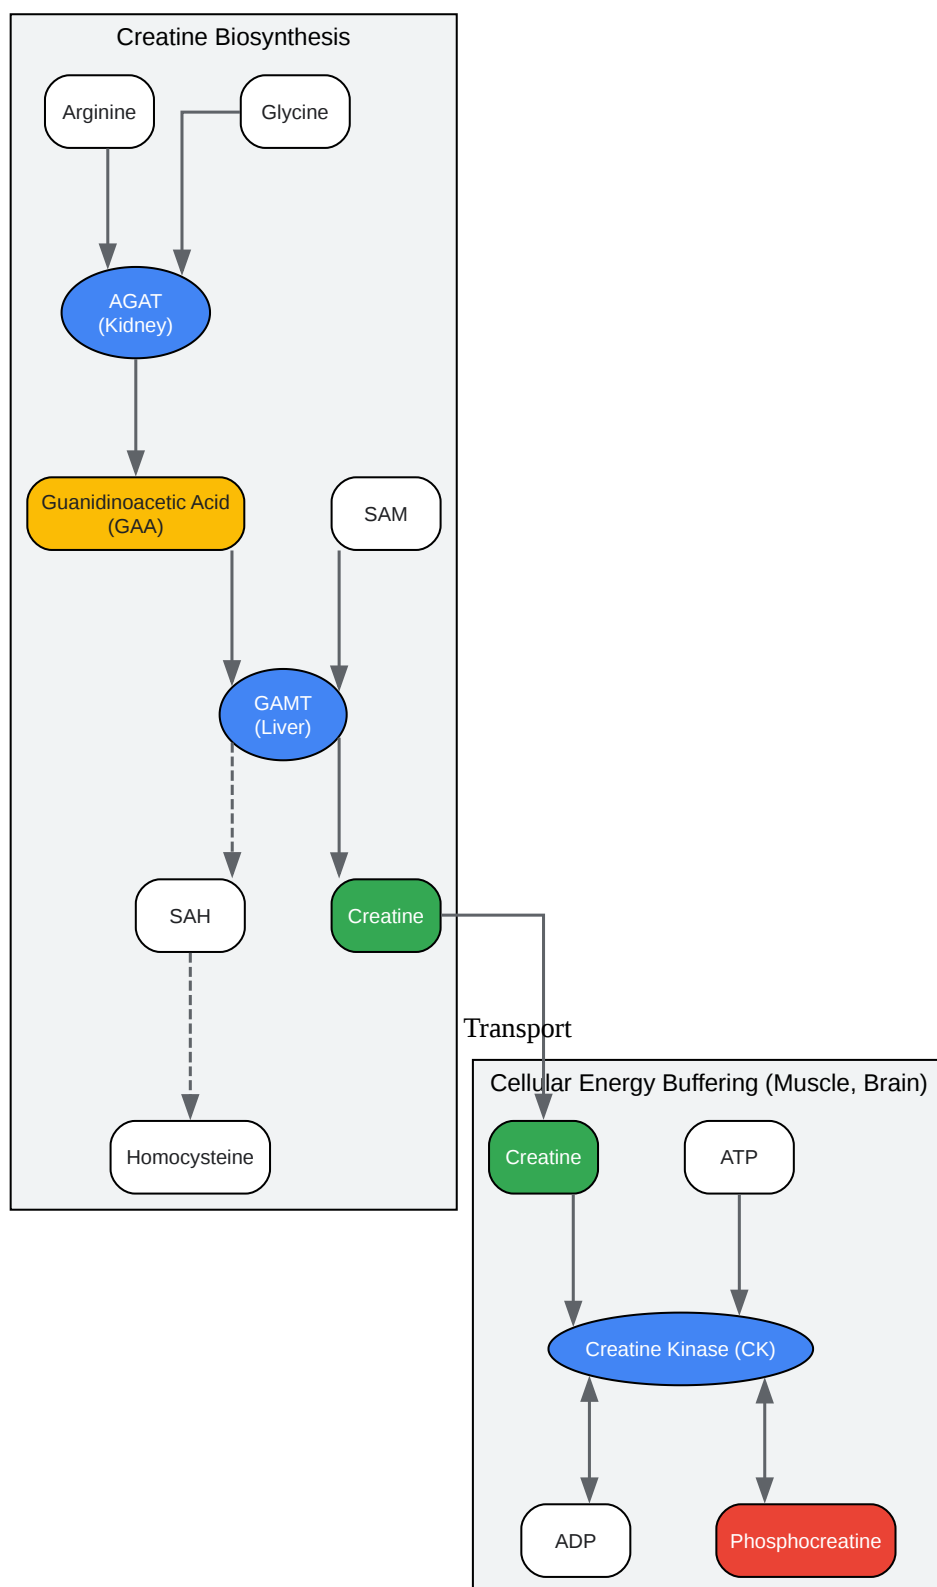 Creatine Biosynthesis
Arginine
Glycine
AGAT
(Kidney)
Guanidinoacetic Acid
(GAA)
SAM
GAMT
(Liver)
SAH
Creatine
Transport
Homocysteine
Cellular Energy Buffering (Muscle, Brain)
Creatine
ATP
Creatine Kinase (CK)
ADP
Phosphocreatine